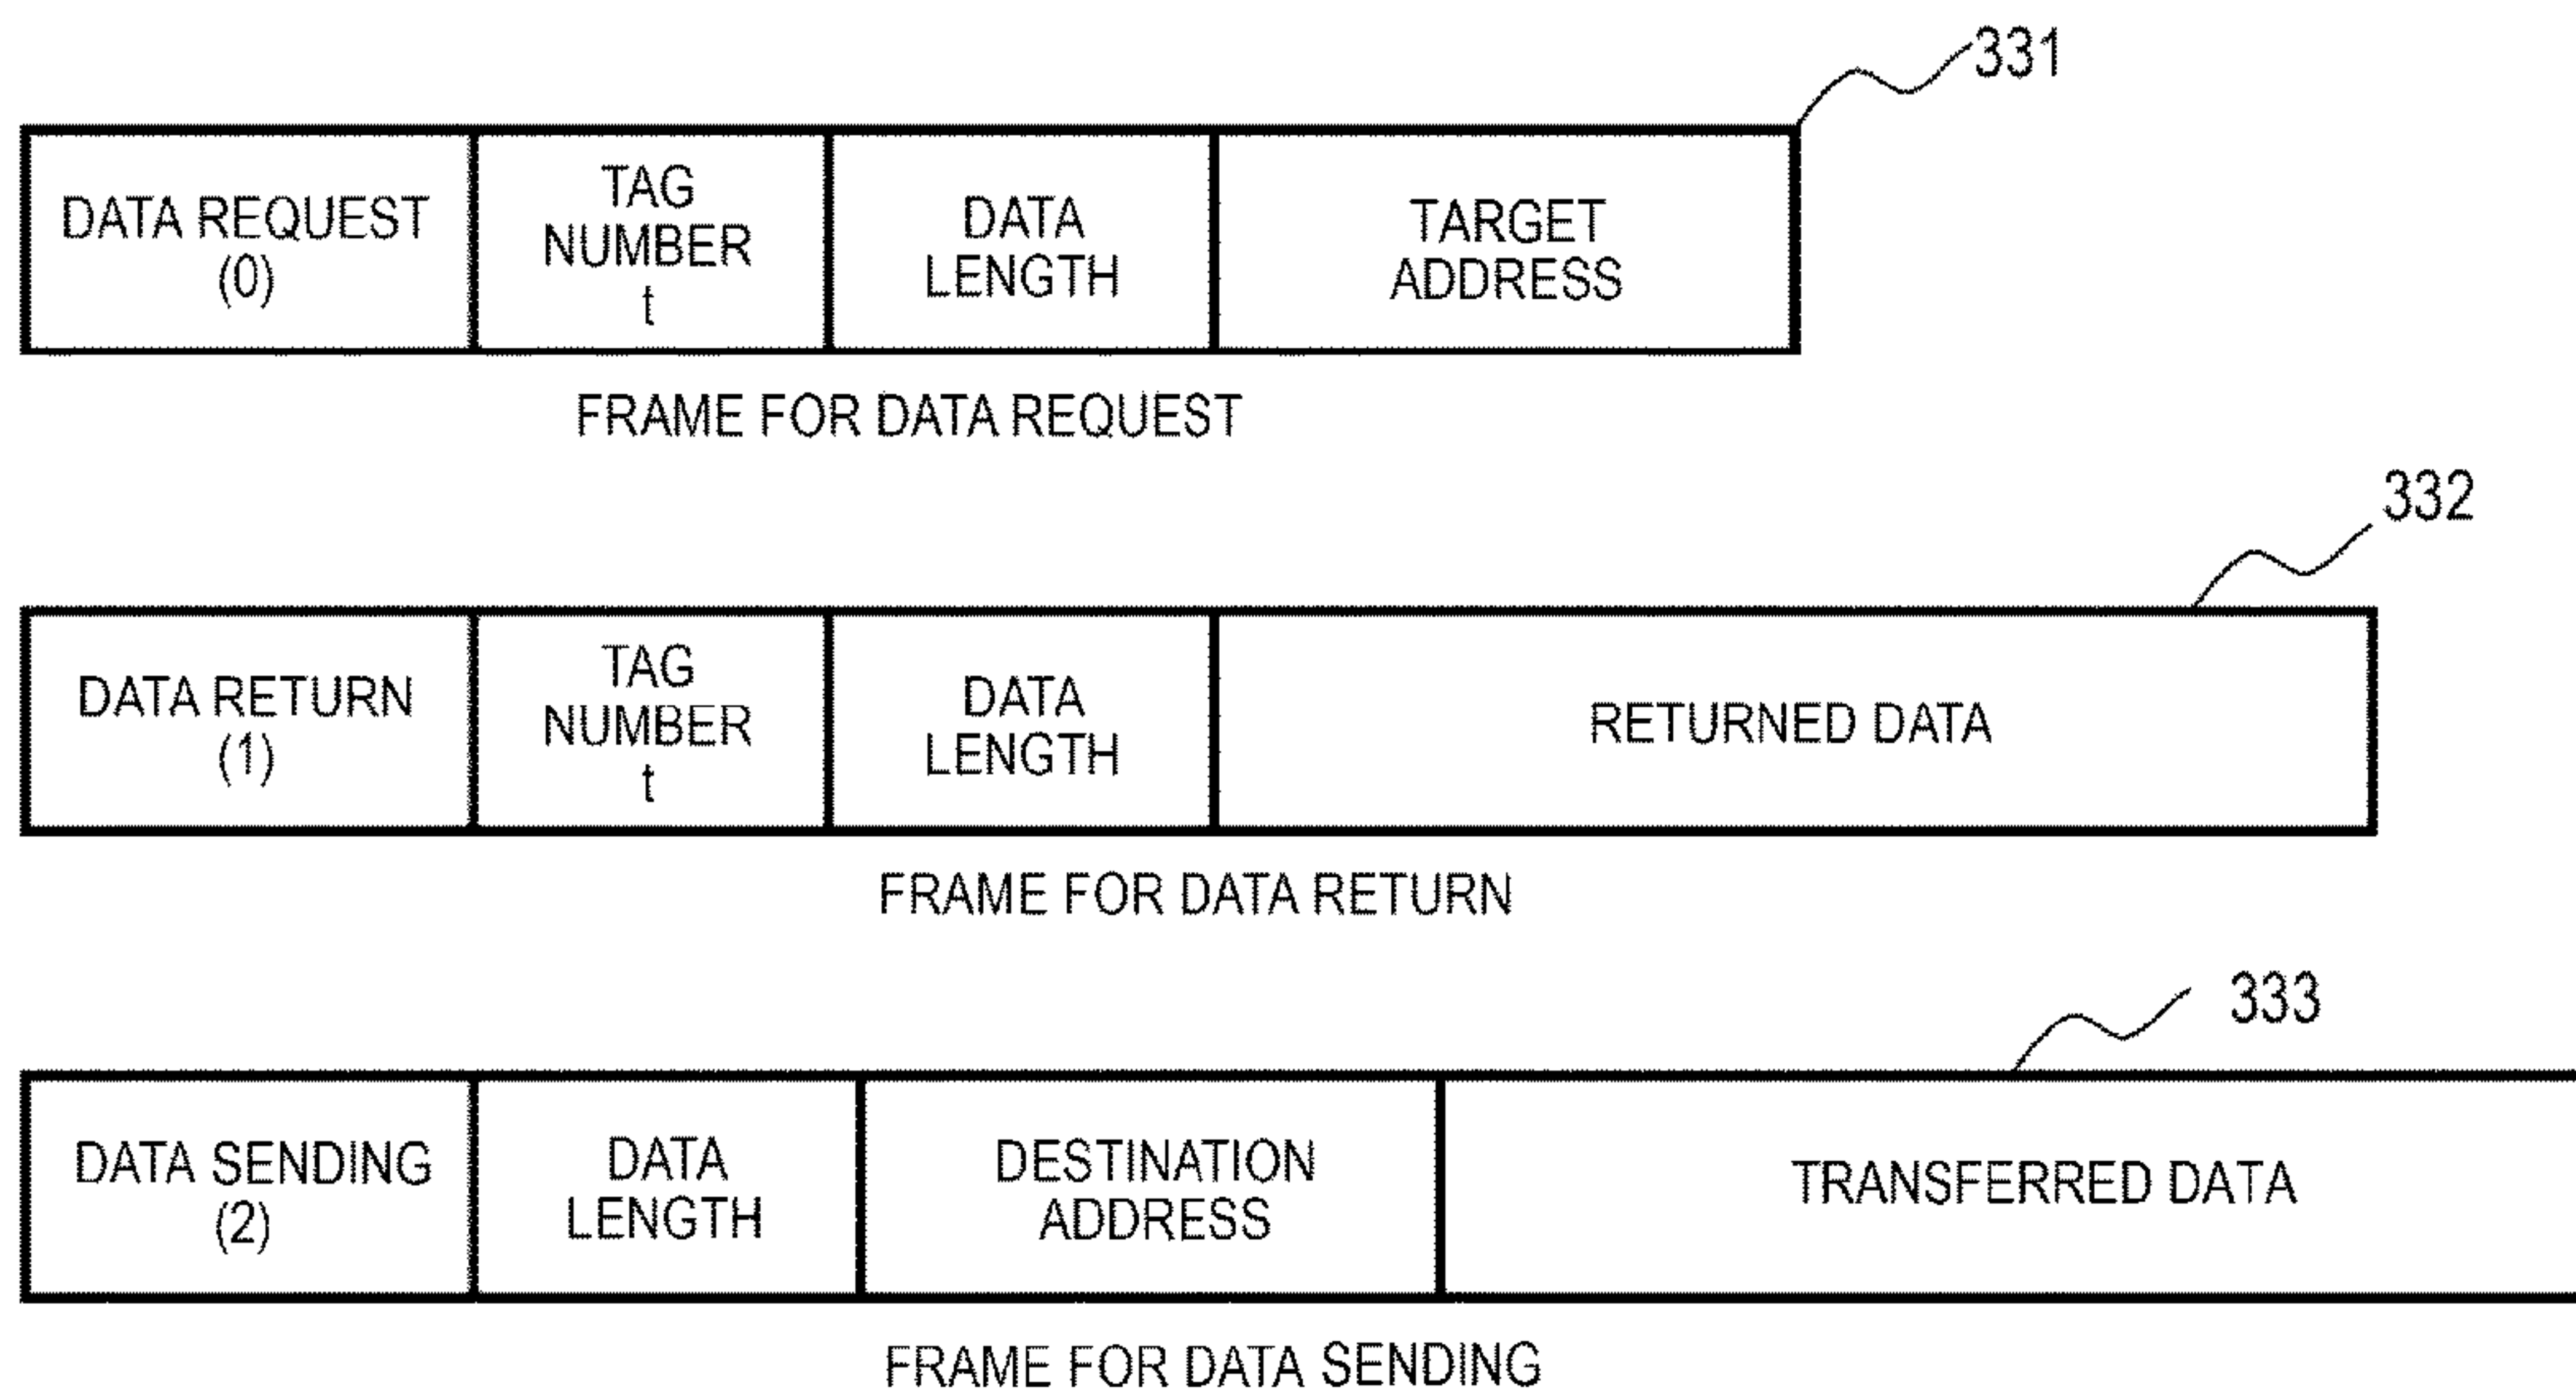 331
DATA REQUEST
(0)
TAG
NUMBER
t
DATA
LENGTH
TARGET
ADDRESS
FRAME FOR DATA REQUEST
332
DATA RETURN
(1)
TAG
NUMBER
t
DATA
LENGTH
RETURNED DATA
FRAME FOR DATA RETURN
333
DATA SENDING
(2)
DATA
LENGTH
DESTINATION
ADDRESS
TRANSFERRED DATA
FRAME FOR DATA SENDING